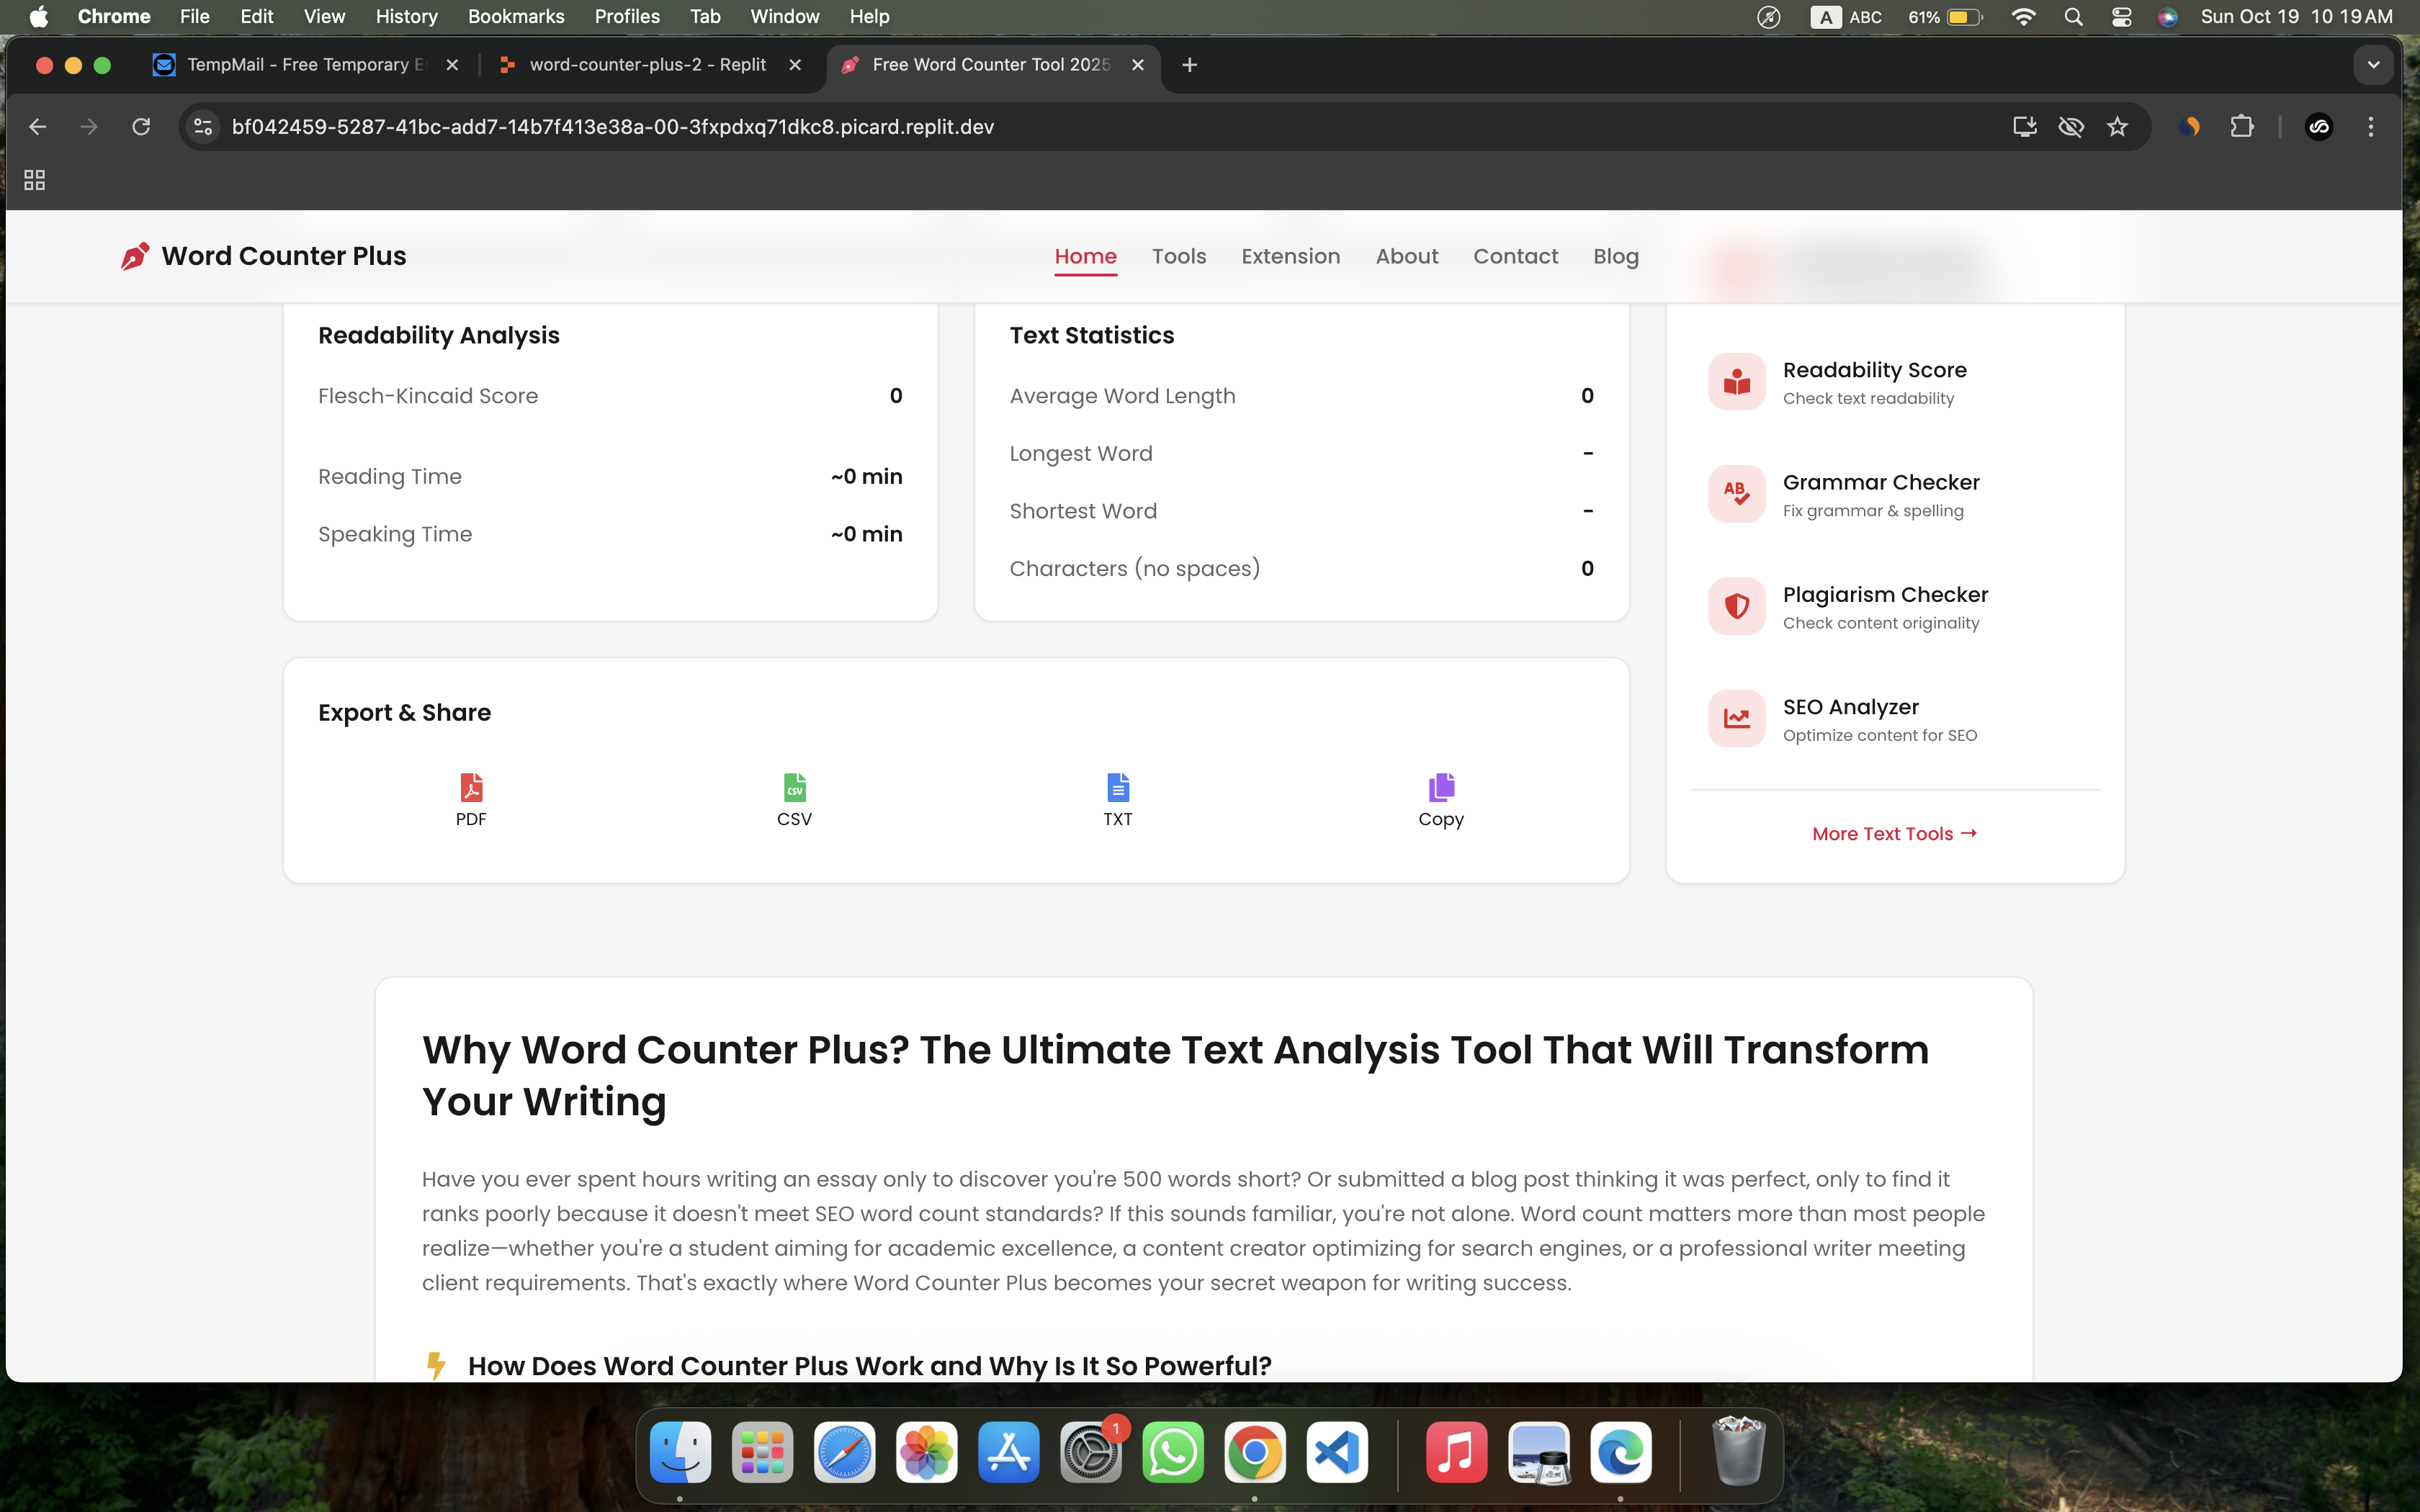 Chrome File Edit View History Bookmarks Profiles Tab Window Help A ABC 61% Sun Oct 19 10 19 AM
TempMail - Free Temporary E word-counter-plus-2 - Replit Free Word Counter Tool 2025
bf042459-5287-41bc-add7-14b7f413e38a-00-3fxpdxq71dkc8.picard.replit.dev
Word Counter Plus Home Tools Extension About Contact Blog
Readability Analysis
Flesch-Kincaid Score 0
Reading Time ~0 min
Speaking Time ~0 min
Text Statistics
Average Word Length 0
Longest Word -
Shortest Word -
Characters (no spaces) 0
Readability Score
Check text readability
AB
Grammar Checker
Fix grammar & spelling
Plagiarism Checker
Check content originality
SEO Analyzer
Optimize content for SEO
More Text Tools →
Export & Share
CSV
PDF CSV TXT Copy
Why Word Counter Plus? The Ultimate Text Analysis Tool That Will Transform
Your Writing
Have you ever spent hours writing an essay only to discover you're 500 words short? Or submitted a blog post thinking it was perfect, only to find it
ranks poorly because it doesn't meet SEO word count standards? If this sounds familiar, you're not alone. Word count matters more than most people
realize—whether you're a student aiming for academic excellence, a content creator optimizing for search engines, or a professional writer meeting
client requirements. That's exactly where Word Counter Plus becomes your secret weapon for writing success.
How Does Word Counter Plus Work and Why Is It So Powerful?
1